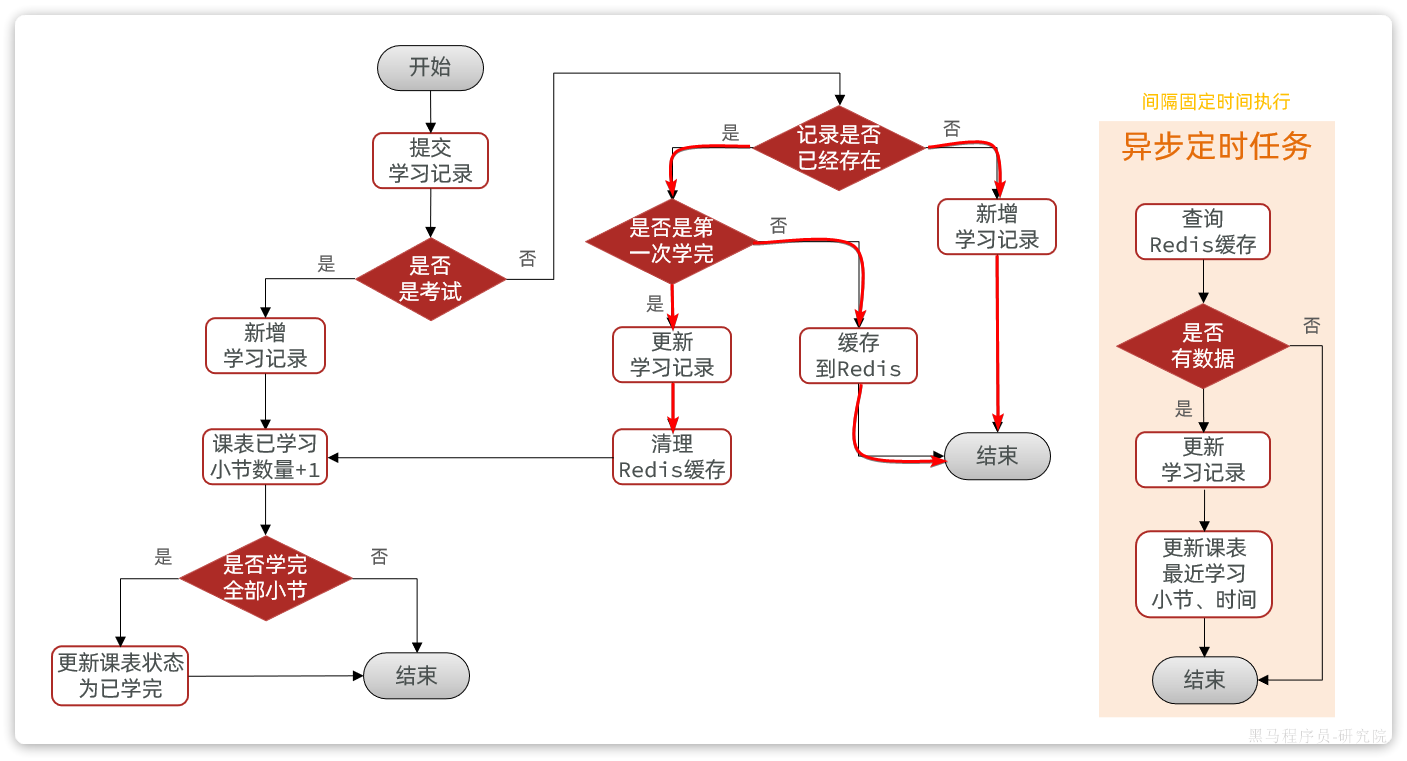 开始
提交
学习记录
是否
是考试
是
否
新增
学习记录
课表已学习
小节数量+1
是否学完
全部小节
是
否
更新课表状态
为已学完
结束
记录是否
已经存在
是
否
是否是第
一次学完
是
否
新增
学习记录
更新
学习记录
缓存
到Redis
清理
Redis缓存
结束
间隔固定时间执行
异步定时任务
查询
Redis缓存
是否
有数据
否
是
更新
学习记录
更新课表
最近学习
小节、时间
结束
黑马程序员-研究院